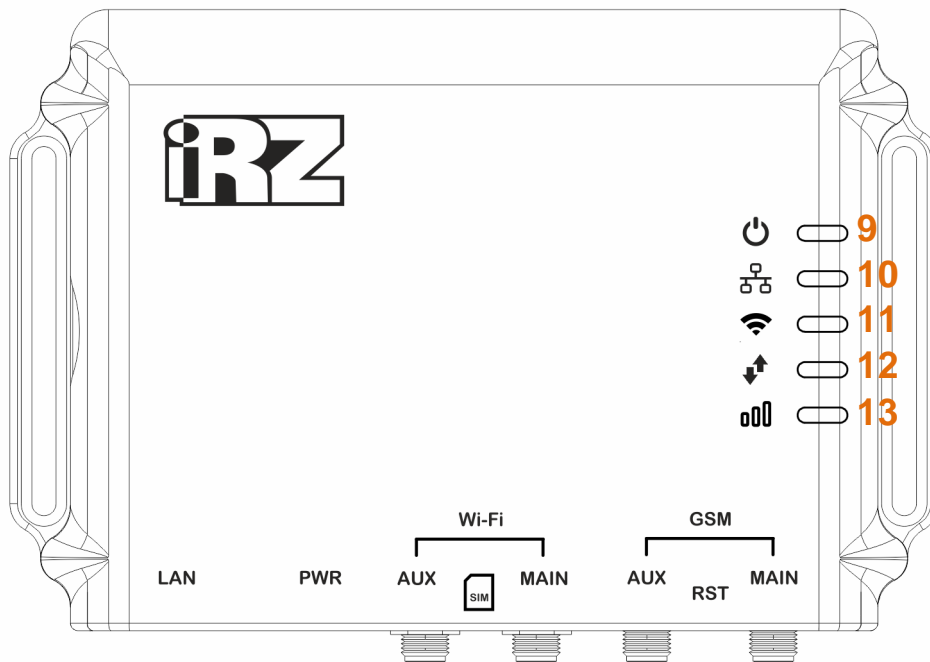 iRZ
9
10
11
12
13
Wi-Fi
GSM
LAN
PWR
AUX
MAIN
AUX
MAIN
SIM
RST